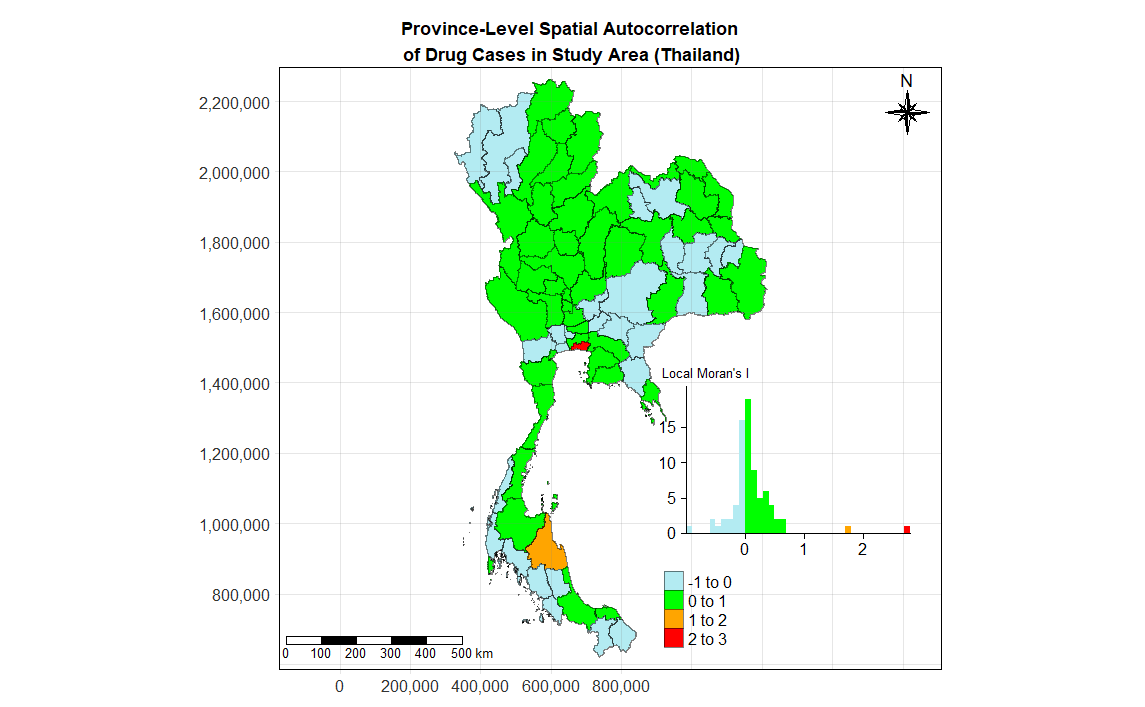 Province-Level Spatial Autocorrelation
of Drug Cases in Study Area (Thailand)
N
2,200,000
2,000,000
1,800,000
1,600,000
1,400,000
1,200,000
1,000,000
800,000
Local Moran's I
15
10
5
0
0 1 2
-1 to 0
0 to 1
1 to 2
2 to 3
0 100 200 300 400 500 km
0 200,000 400,000 600,000 800,000